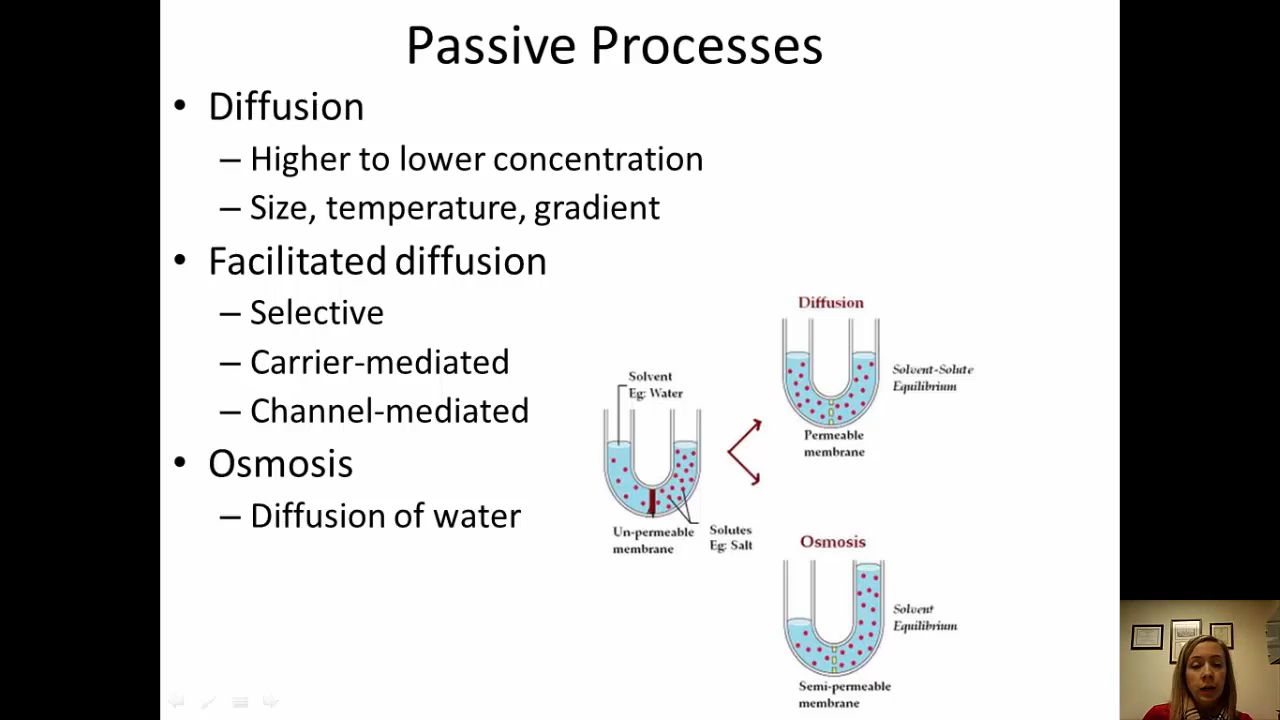 Passive Processes
• Diffusion
– Higher to lower concentration
– Size, temperature, gradient
• Facilitated diffusion
– Selective
– Carrier-mediated
– Channel-mediated
• Osmosis
– Diffusion of water
Solvent
Eg: Water
Un-permeable
membrane
Solutes
Eg: Salt
Diffusion
Solvent-Solute
Equilibrium
Permeable
membrane
Osmosis
Solvent
Equilibrium
Semi-permeable
membrane